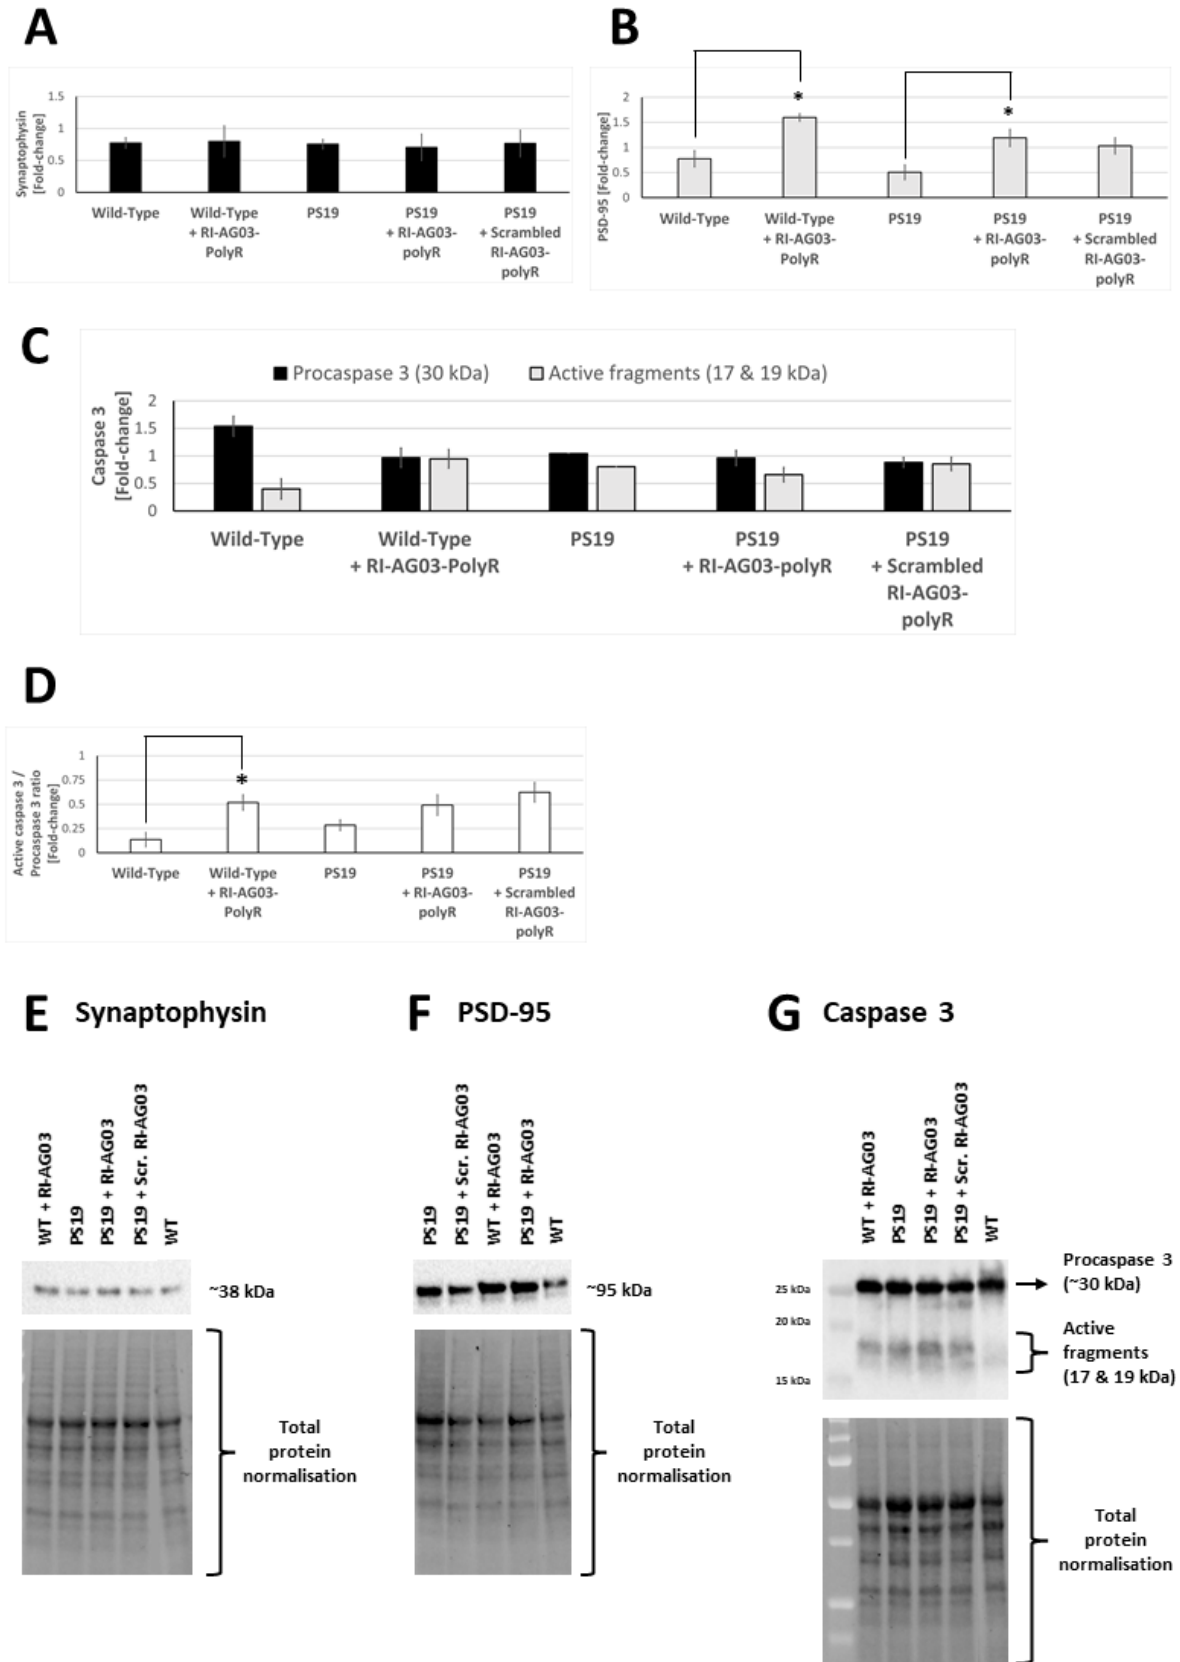 A
Synaptophysin
[Fold-change]
1.5
1
0.5
0
Wild-Type
Wild-Type
+ RI-AG03-
PolyR
PS19
PS19
+ RI-AG03-
polyR
PS19
+ Scrambled
RI-AG03-
polyR
B
PSD-95 [Fold-change]
2
1.5
1
0.5
0
*
*
Wild-Type
Wild-Type
+ RI-AG03-
PolyR
PS19
PS19
+ RI-AG03-
polyR
PS19
+ Scrambled
RI-AG03-
polyR
C
Procaspase 3 (30 kDa)
Active fragments (17 & 19 kDa)
Caspase 3
[Fold-change]
2
1.5
1
0.5
0
Wild-Type
Wild-Type
+ RI-AG03-PolyR
PS19
PS19
+ RI-AG03-polyR
PS19
+ Scrambled
RI-AG03-
polyR
D
Active caspase 3 /
Procaspase 3 ratio
[Fold-change]
1
0.75
0.5
0.25
0
*
Wild-Type
Wild-Type
+ RI-AG03-
PolyR
PS19
PS19
+ RI-AG03-
polyR
PS19
+ Scrambled
RI-AG03-
polyR
E Synaptophysin
WT + RI-AG03
PS19
PS19 + RI-AG03
PS19 + Scr. RI-AG03
WT
~38 kDa
Total
protein
normalisation
F PSD-95
PS19
PS19 + Scr. RI-AG03
WT + RI-AG03
PS19 + RI-AG03
WT
~95 kDa
Total
protein
normalisation
G Caspase 3
WT + RI-AG03
PS19
PS19 + RI-AG03
PS19 + Scr. RI-AG03
WT
25 kDa
20 kDa
15 kDa
Procaspase 3
(~30 kDa)
Active
fragments
(17 & 19 kDa)
Total
protein
normalisation